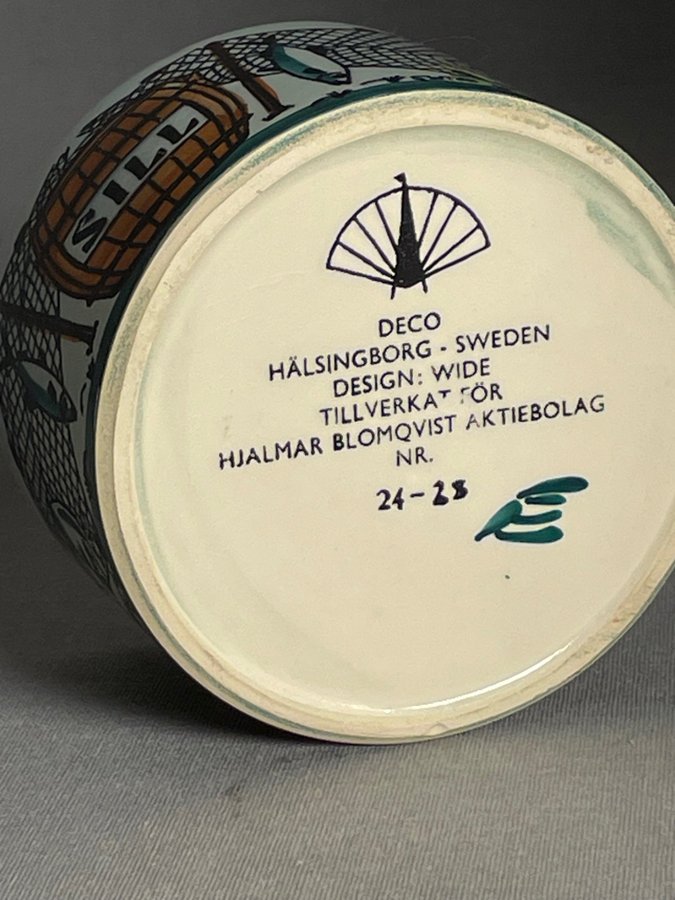 SILL
DECO
HÄLSINGBORG - SWEDEN
DESIGN: WIDE
TILLVERKAT FÖR
HJALMAR BLOMQVIST AKTIEBOLAG
NR.
24-28